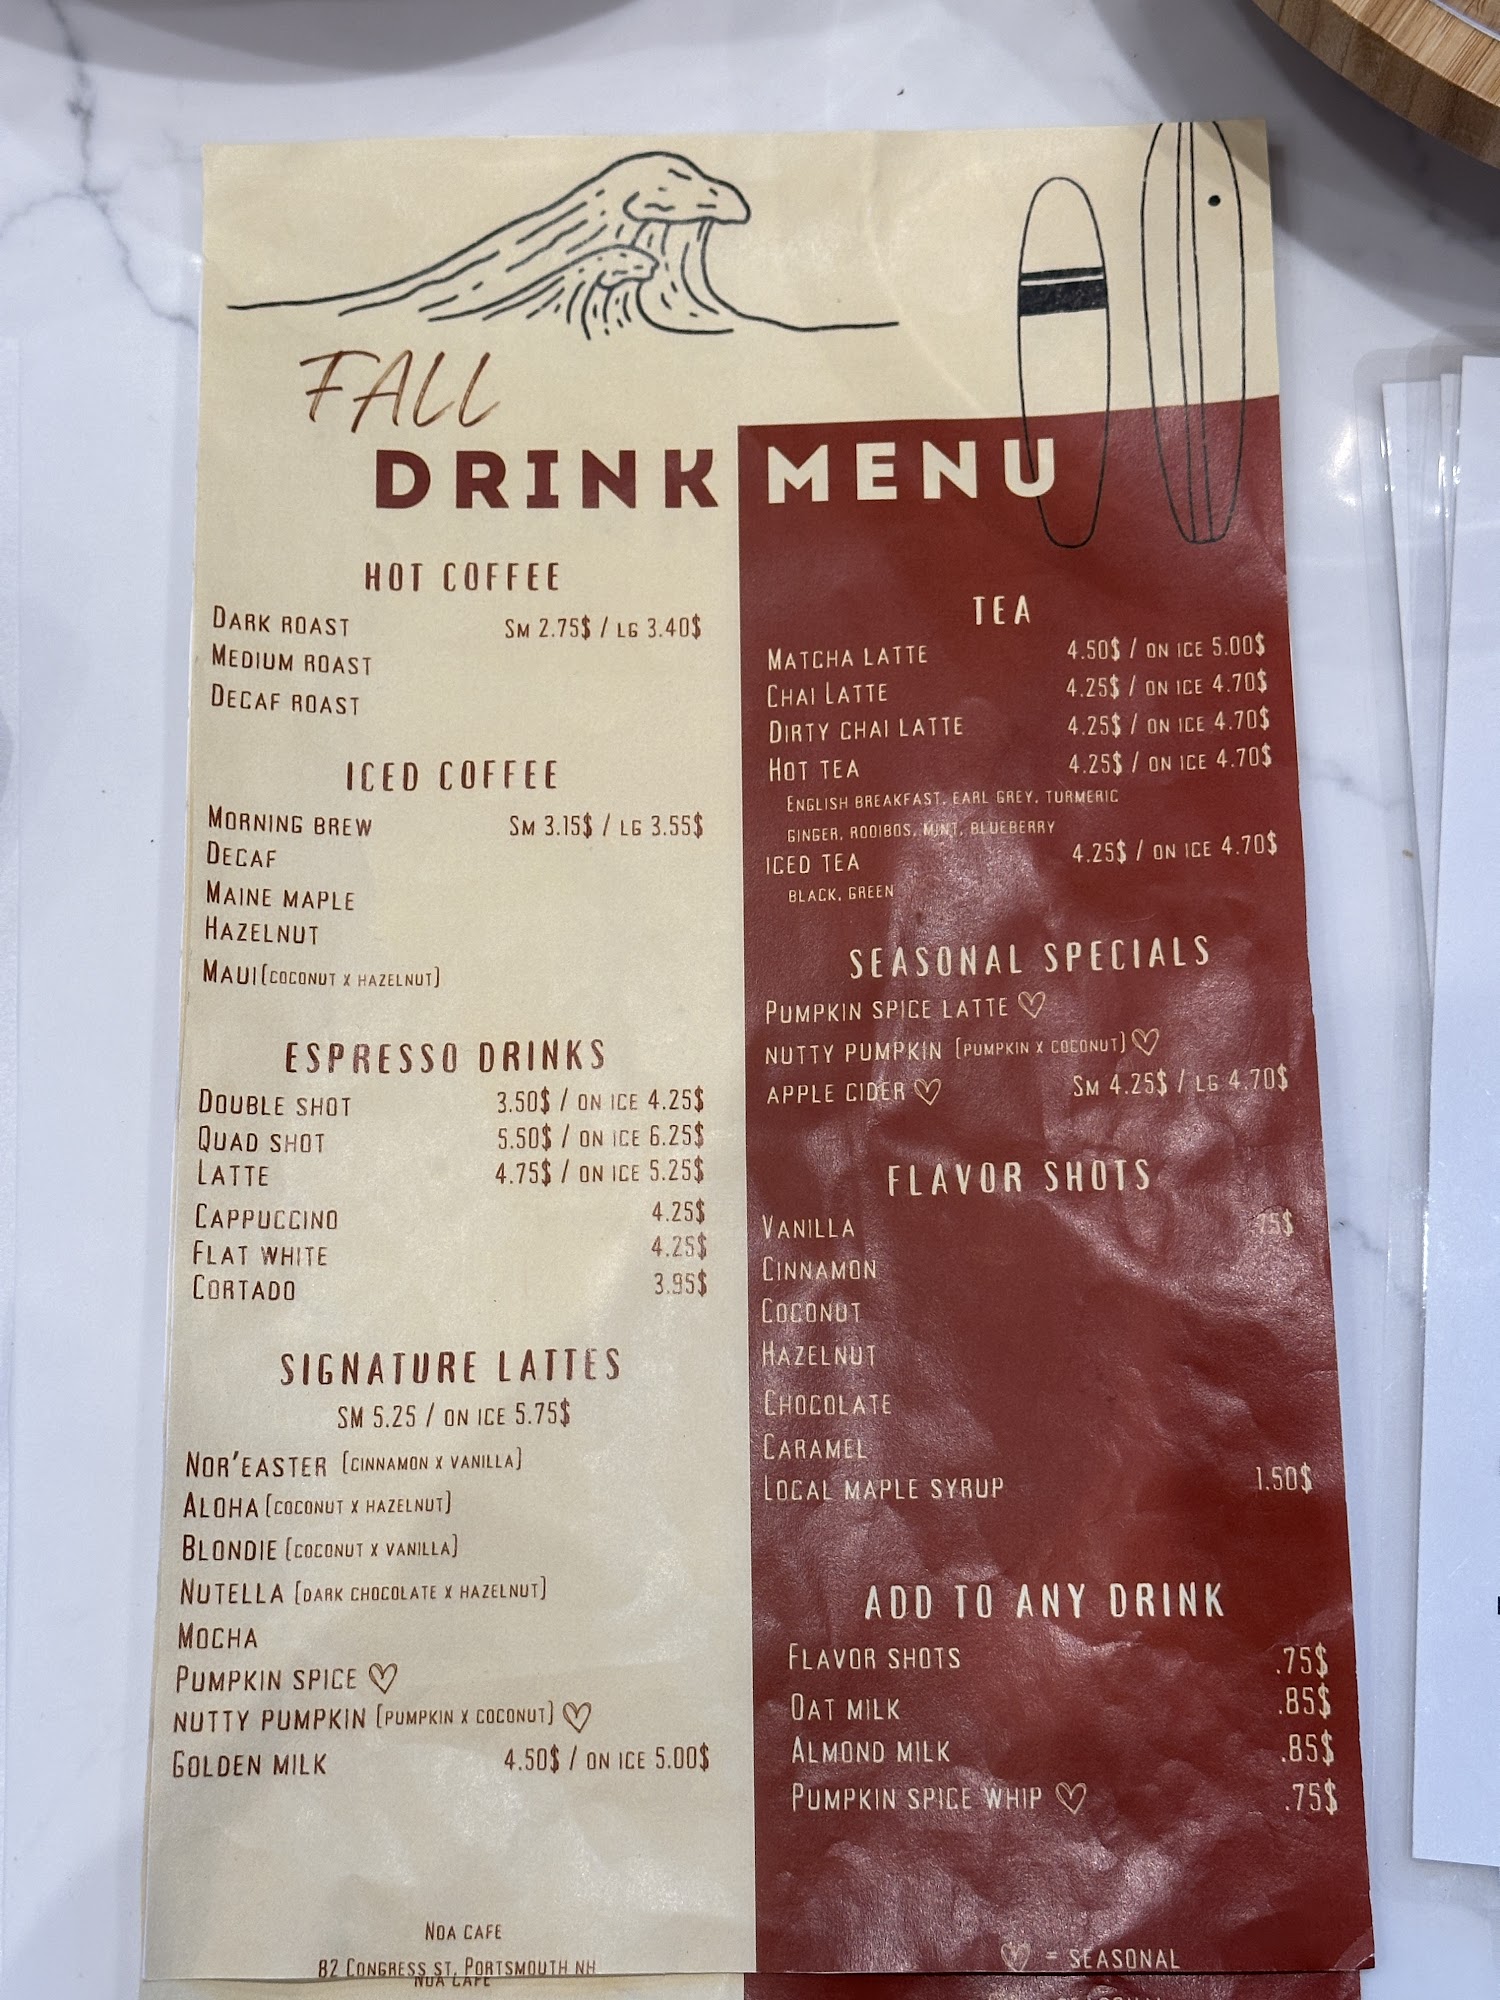 FALL
DRINK MENU
HOT COFFEE
DARK ROAST SM 2.75$ / LG 3.40$
MEDIUM ROAST
DECAF ROAST
ICED COFFEE
MORNING BREW SM 3.15$ / LG 3.55$
DECAF
MAINE MAPLE
HAZELNUT
MAUI (COCONUT X HAZELNUT)
ESPRESSO DRINKS
DOUBLE SHOT 3.50$ / ON ICE 4.25$
QUAD SHOT 5.50$ / ON ICE 6.25$
LATTE 4.75$ / ON ICE 5.25$
CAPPUCCINO 4.25$
FLAT WHITE 4.25$
CORTADO 3.95$
SIGNATURE LATTES
SM 5.25 / ON ICE 5.75$
NOR'EASTER (CINNAMON X VANILLA)
ALOHA (COCONUT X HAZELNUT)
BLONDIE (COCONUT X VANILLA)
NUTELLA (DARK CHOCOLATE X HAZELNUT)
MOCHA
PUMPKIN SPICE ♡
NUTTY PUMPKIN (PUMPKIN X COCONUT) ♡
GOLDEN MILK 4.50$ / ON ICE 5.00$
NOA CAFE
82 CONGRESS ST, PORTSMOUTH NH
NOA CAFE
TEA
MATCHA LATTE 4.50$ / ON ICE 5.00$
CHAI LATTE 4.25$ / ON ICE 4.70$
DIRTY CHAI LATTE 4.25$ / ON ICE 4.70$
HOT TEA 4.25$ / ON ICE 4.70$
ENGLISH BREAKFAST, EARL GREY, TURMERIC
GINGER, ROOIBOS, MINT, BLUEBERRY
ICED TEA 4.25$ / ON ICE 4.70$
BLACK, GREEN
SEASONAL SPECIALS
PUMPKIN SPICE LATTE ♡
NUTTY PUMPKIN (PUMPKIN X COCONUT) ♡
APPLE CIDER ♡ SM 4.25$ / LG 4.70$
FLAVOR SHOTS
VANILLA .75$
CINNAMON
COCONUT
HAZELNUT
CHOCOLATE
CARAMEL
LOCAL MAPLE SYRUP 1.50$
ADD TO ANY DRINK
FLAVOR SHOTS .75$
OAT MILK .85$
ALMOND MILK .85$
PUMPKIN SPICE WHIP ♡ .75$
♡ = SEASONAL